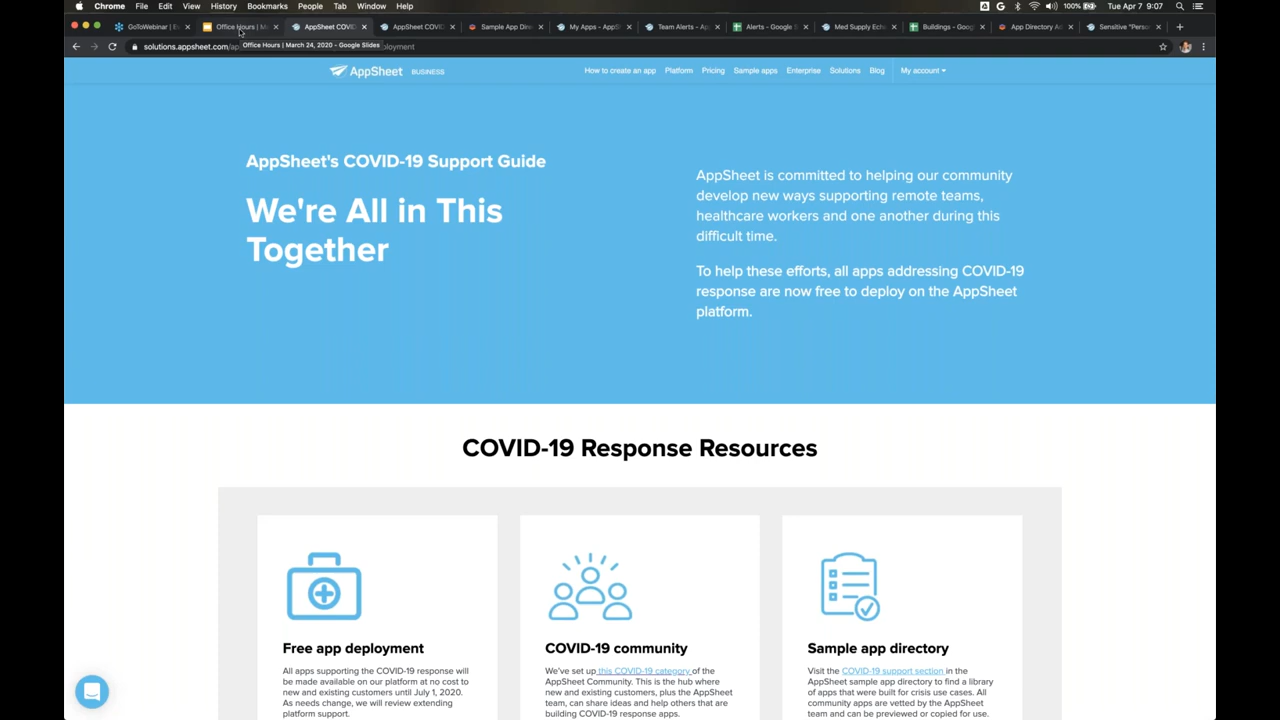 Chrome File Edit View History Bookmarks People Tab Window Help 100% Tue Apr 7 9:07
GoToWebinar | Office Hours | M AppSheet COVID AppSheet COVID Sample App Dire My Apps - AppS Team Alerts - Ap Alerts - Google S Med Supply Ech Buildings - Goog App Directory Ad Sensitive "Perso
solutions.appsheet.com/ap
Office Hours | March 24, 2020 - Google Slides
AppSheet BUSINESS How to create an app Platform Pricing Sample apps Enterprise Solutions Blog My account
AppSheet's COVID-19 Support Guide
We're All in This
Together
AppSheet is committed to helping our community
develop new ways supporting remote teams,
healthcare workers and one another during this
difficult time.
To help these efforts, all apps addressing COVID-19
response are now free to deploy on the AppSheet
platform.
COVID-19 Response Resources
Free app deployment
All apps supporting the COVID-19 response will
be made available on our platform at no cost to
new and existing customers until July 1, 2020.
As needs change, we will review extending
platform support.
COVID-19 community
We've set up this COVID-19 category of the
AppSheet Community. This is the hub where
new and existing customers, plus the AppSheet
team, can share ideas and help others that are
building COVID-19 response apps.
Sample app directory
Visit the COVID-19 support section in the
AppSheet sample app directory to find a library
of apps that were built for crisis use cases. All
community apps are vetted by the AppSheet
team and can be previewed or copied for use.